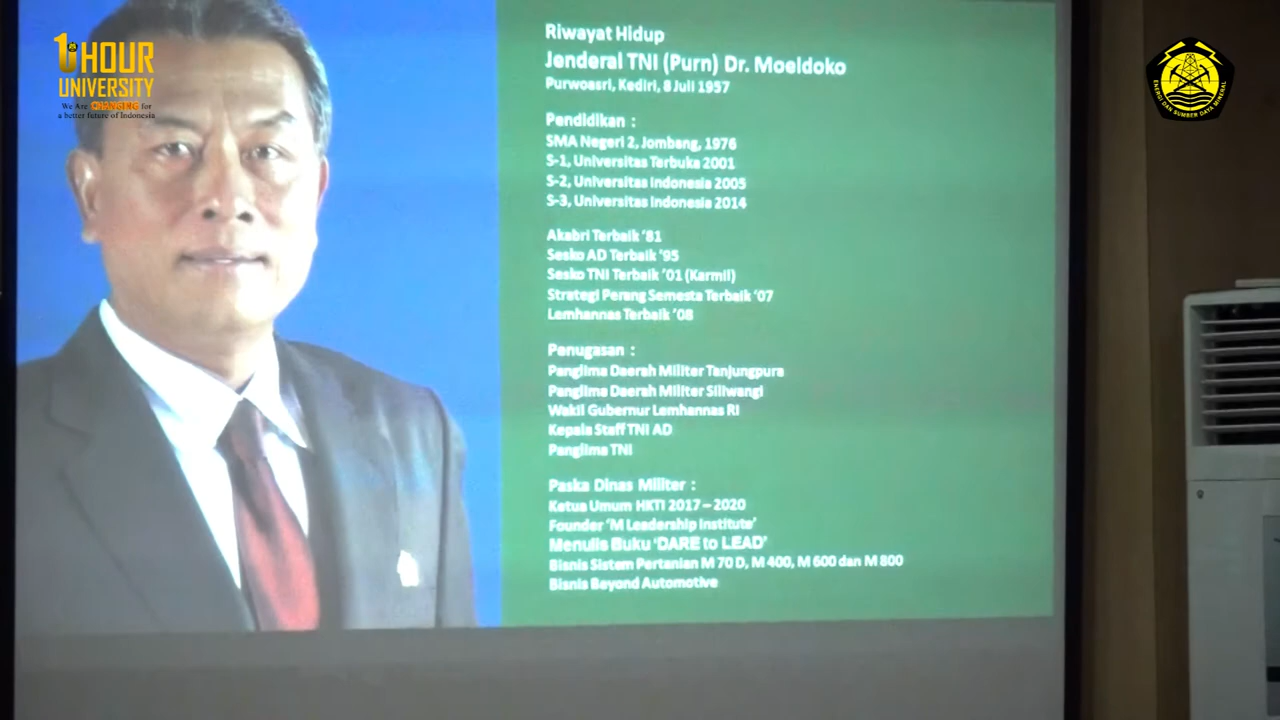 1 HOUR
UNIVERSITY
We Are CHANGING for
a better future of Indonesia
ENERGI DAN SUMBER DAYA MINERAL
Riwayat Hidup
Jenderal TNI (Purn) Dr. Moeldoko
Purwoasri, Kediri, 8 Juli 1957
Pendidikan :
SMA Negeri 2, Jombang, 1976
S-1, Universitas Terbuka 2001
S-2, Universitas Indonesia 2005
S-3, Universitas Indonesia 2014
Akabri Terbaik '81
Sesko AD Terbaik '95
Sesko TNI Terbaik '01 (Karmil)
Strategi Perang Semesta Terbaik '07
Lemhannas Terbaik '08
Penugasan :
Panglima Daerah Militer Tanjungpura
Panglima Daerah Militer Siliwangi
Wakil Gubernur Lemhannas RI
Kepala Staff TNI AD
Panglima TNI
Paska Dinas Militer :
Ketua Umum HKTI 2017 – 2020
Founder 'M Leadership Institute'
Menulis Buku 'DARE to LEAD'
Bisnis Sistem Pertanian M 70 D, M 400, M 600 dan M 800
Bisnis Beyond Automotive